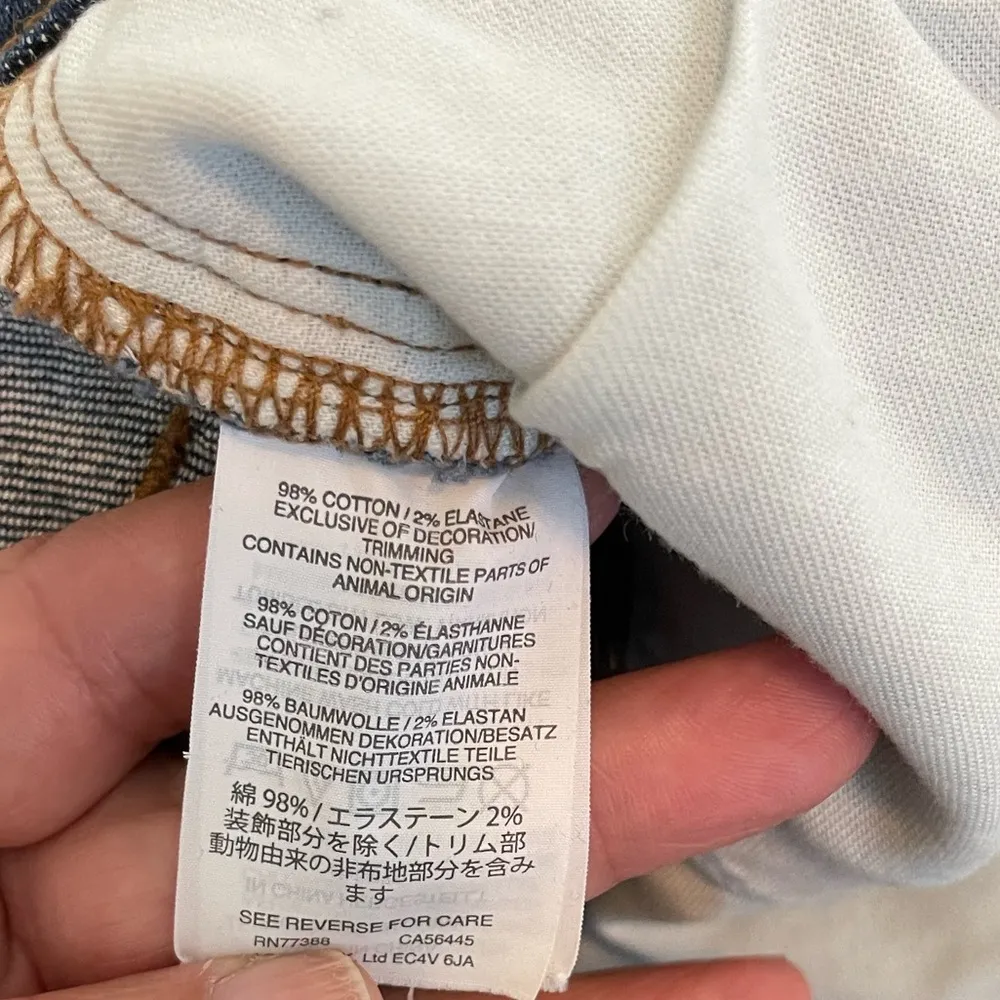 98% COTTON / 2% ELASTANE
EXCLUSIVE OF DECORATION/
TRIMMING
CONTAINS NON-TEXTILE PARTS OF
ANIMAL ORIGIN
98% COTON / 2% ÉLASTHANNE
SAUF DÉCORATION/GARNITURES
CONTIENT DES PARTIES NON-
TEXTILES D'ORIGINE ANIMALE
98% BAUMWOLLE / 2% ELASTAN
AUSGENOMMEN DEKORATION/BESATZ
ENTHÄLT NICHTTEXTILE TEILE
TIERISCHEN URSPRUNGS
綿 98% / エラステーン 2%
装飾部分を除く/トリム部
動物由来の非布地部分を含み
ます
SEE REVERSE FOR CARE
RN77388 CA56445
Ltd EC4V 6JA